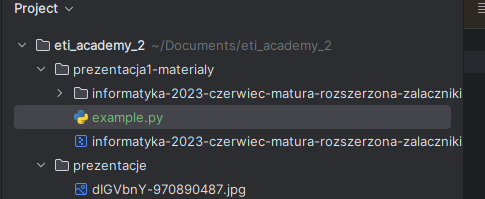 Project
eti_academy_2 ~/Documents/eti_academy_2
prezentacja1-materialy
informatyka-2023-czerwiec-matura-rozszerzona-zalaczniki
example.py
informatyka-2023-czerwiec-matura-rozszerzona-zalaczniki
prezentacje
dIGVbnY-970890487.jpg